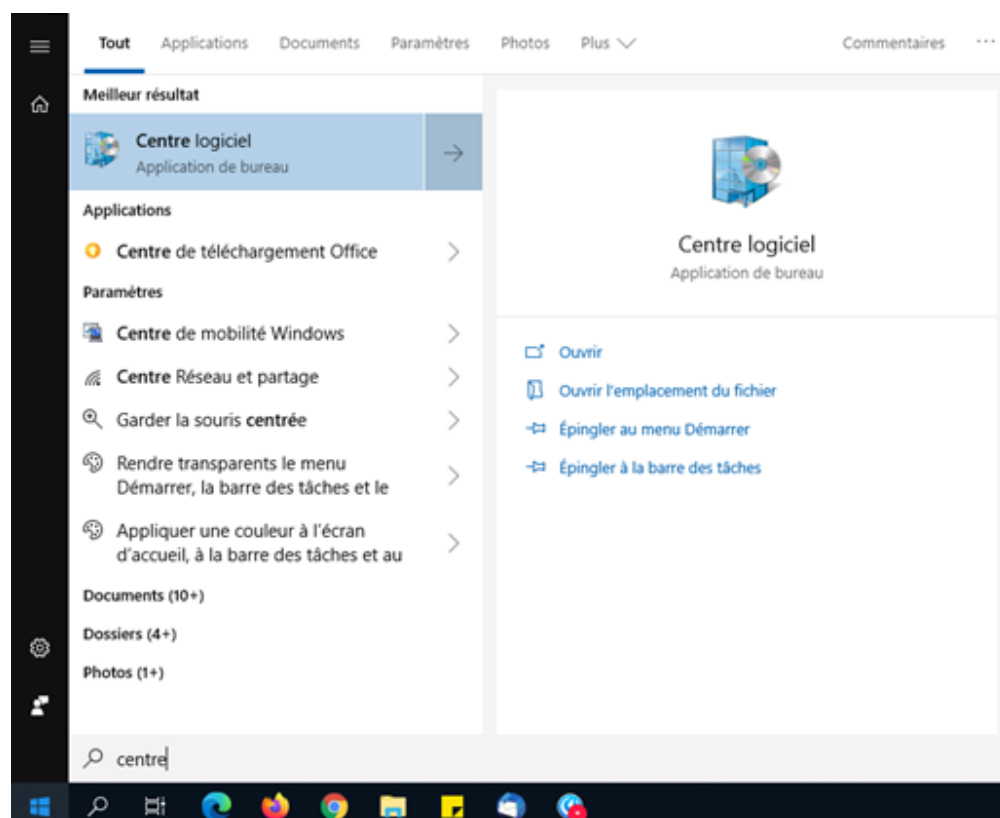 Tout Applications Documents Paramètres Photos Plus Commentaires ...
Meilleur résultat
Centre logiciel
Application de bureau
Applications
Centre de téléchargement Office
Paramètres
Centre de mobilité Windows
Centre Réseau et partage
Garder la souris centrée
Rendre transparents le menu
Démarrer, la barre des tâches et le
Appliquer une couleur à l'écran
d'accueil, à la barre des tâches et au
Documents (10+)
Dossiers (4+)
Photos (1+)
centre
Centre logiciel
Application de bureau
Ouvrir
Ouvrir l'emplacement du fichier
Épingler au menu Démarrer
Épingler à la barre des tâches